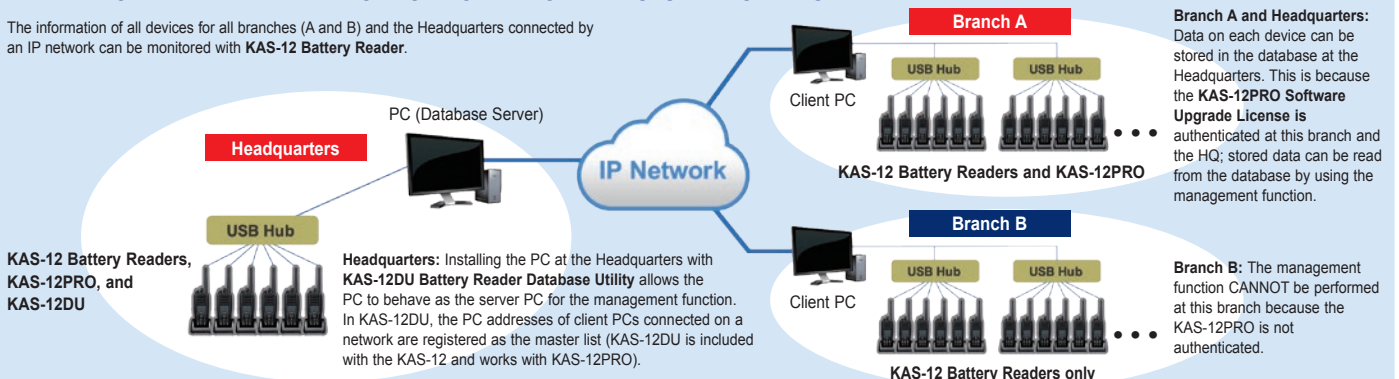 The information of all devices for all branches (A and B) and the Headquarters connected by
an IP network can be monitored with KAS-12 Battery Reader.
PC (Database Server)
Headquarters
USB Hub
KAS-12 Battery Readers,
KAS-12PRO, and
KAS-12DU
Headquarters: Installing the PC at the Headquarters with
KAS-12DU Battery Reader Database Utility allows the
PC to behave as the server PC for the management function.
In KAS-12DU, the PC addresses of client PCs connected on a
network are registered as the master list (KAS-12DU is included
with the KAS-12 and works with KAS-12PRO).
IP Network
Branch A
Client PC
USB Hub
USB Hub
KAS-12 Battery Readers and KAS-12PRO
Branch A and Headquarters:
Data on each device can be
stored in the database at the
Headquarters. This is because
the KAS-12PRO Software
Upgrade License is
authenticated at this branch and
the HQ; stored data can be read
from the database by using the
management function.
Branch B
Client PC
USB Hub
USB Hub
KAS-12 Battery Readers only
Branch B: The management
function CANNOT be performed
at this branch because the
KAS-12PRO is not
authenticated.